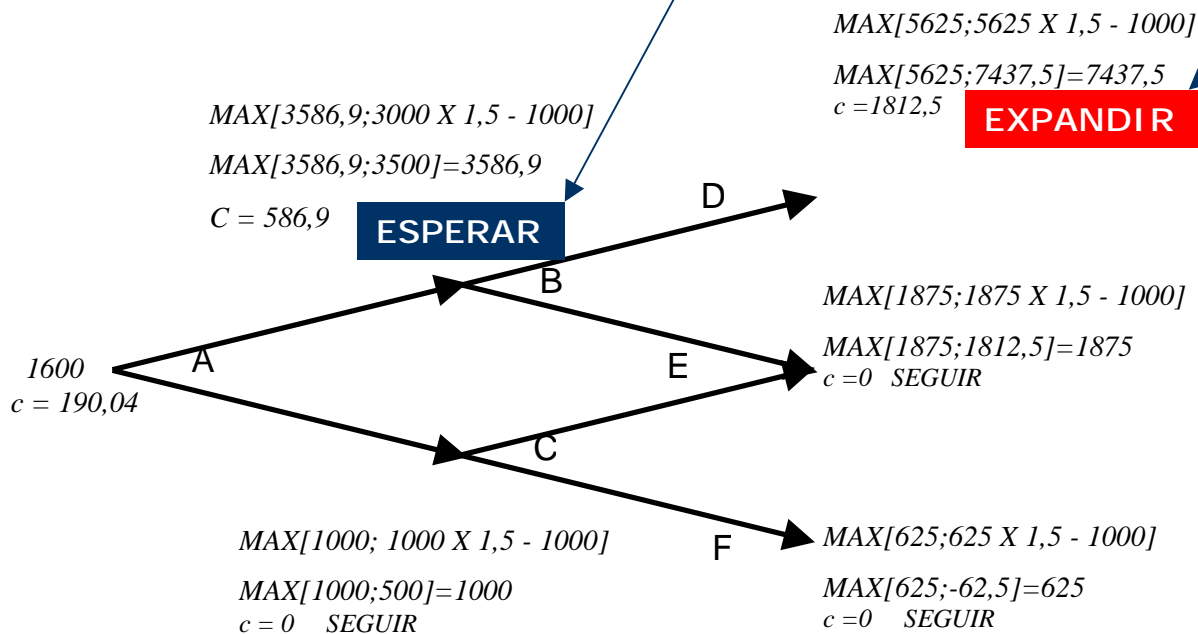 MAX[5625;5625 X 1,5 - 1000]
MAX[5625;7437,5]=7437,5
c =1812,5
EXPANDIR
MAX[3586,9;3000 X 1,5 - 1000]
MAX[3586,9;3500]=3586,9
C = 586,9
ESPERAR
D
B
MAX[1875;1875 X 1,5 - 1000]
MAX[1875;1812,5]=1875
c =0 SEGUIR
A
E
1600
c = 190,04
C
MAX[1000; 1000 X 1,5 - 1000]
MAX[1000;500]=1000
c = 0 SEGUIR
F
MAX[625;625 X 1,5 - 1000]
MAX[625;-62,5]=625
c =0 SEGUIR